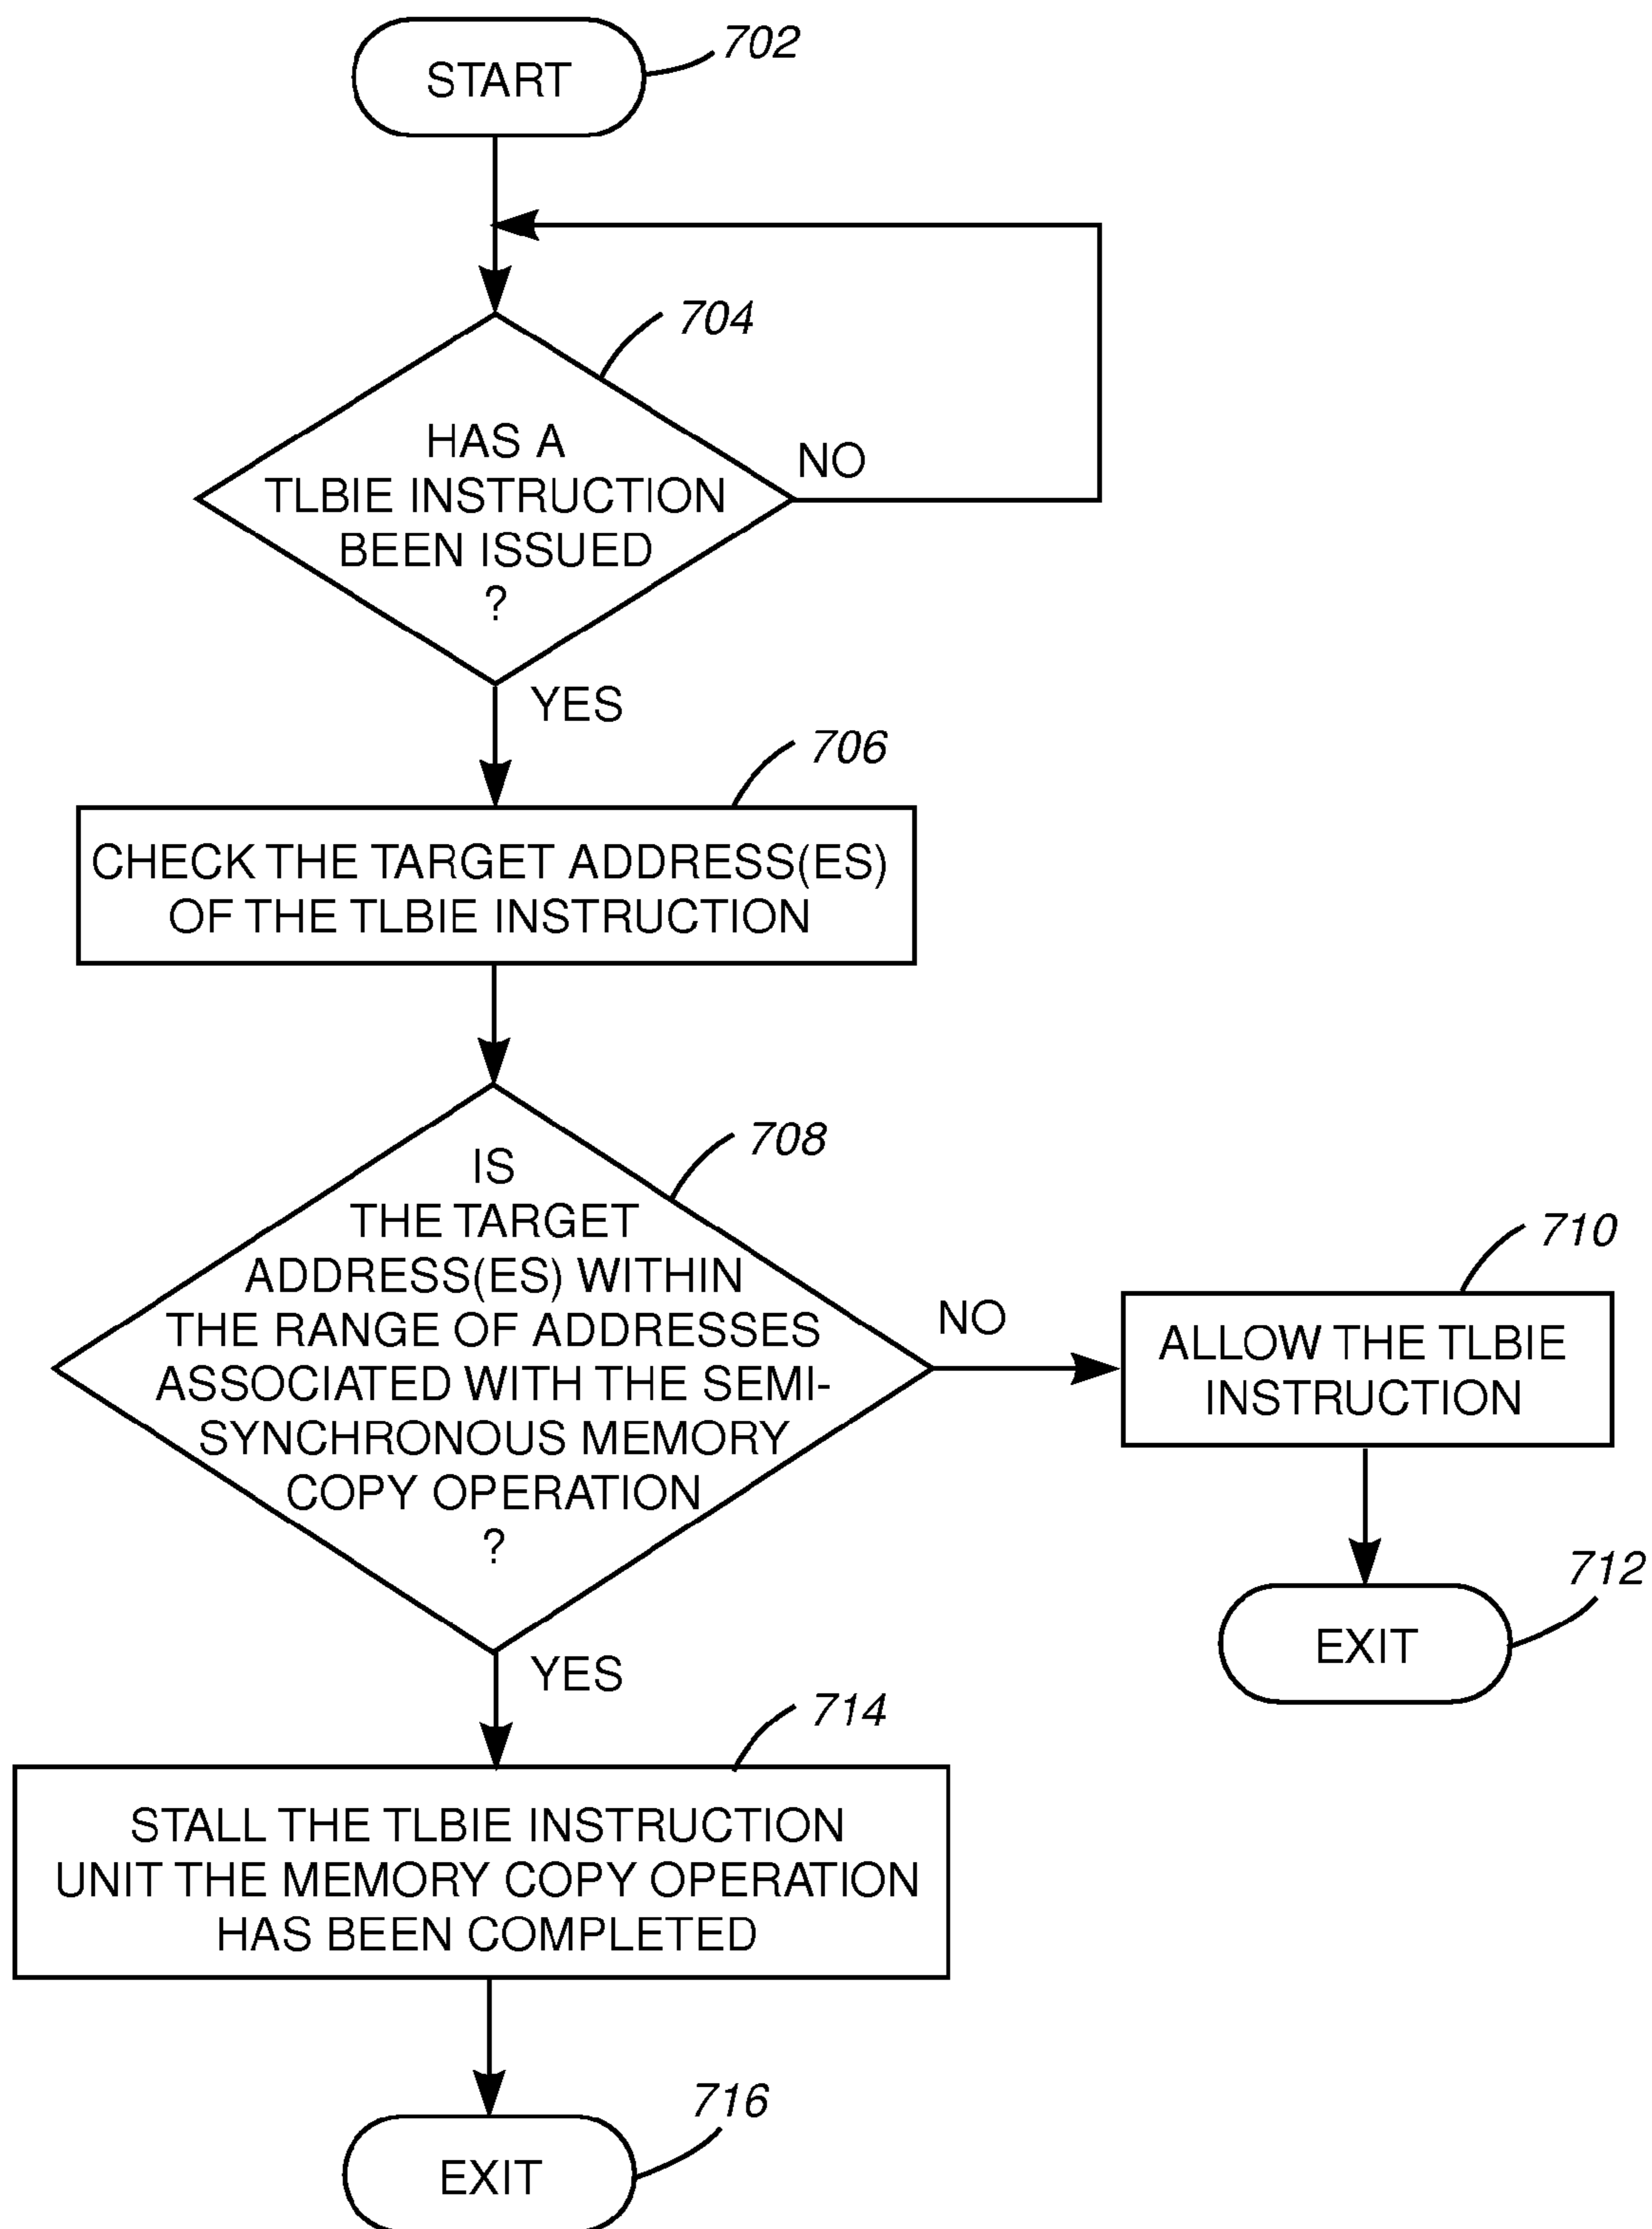 START
702
704
HAS A
TLBIE INSTRUCTION
BEEN ISSUED
?
NO
YES
706
CHECK THE TARGET ADDRESS(ES)
OF THE TLBIE INSTRUCTION
708
IS
THE TARGET
ADDRESS(ES) WITHIN
THE RANGE OF ADDRESSES
ASSOCIATED WITH THE SEMI-
SYNCHRONOUS MEMORY
COPY OPERATION
?
NO
710
ALLOW THE TLBIE
INSTRUCTION
712
EXIT
YES
714
STALL THE TLBIE INSTRUCTION
UNIT THE MEMORY COPY OPERATION
HAS BEEN COMPLETED
716
EXIT